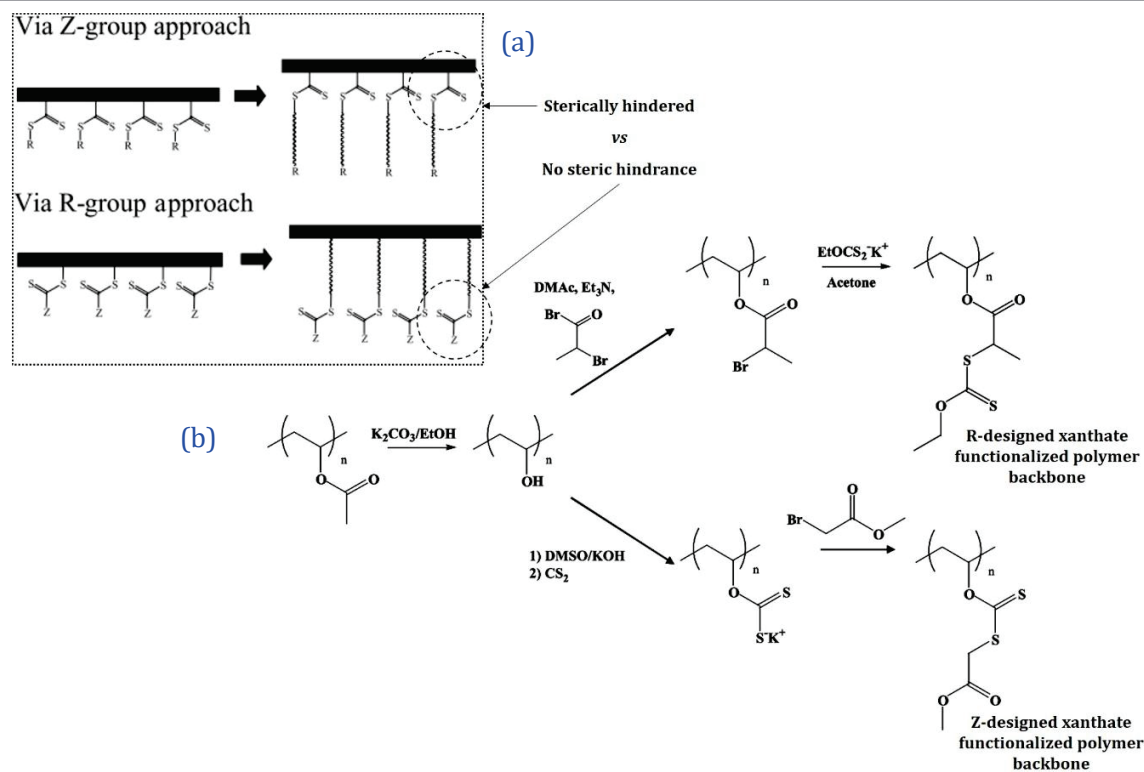 Via Z-group approach
(a)
S S S S S S S S
R R R R
S S S S S S S S
R R R R
Sterically hindered
vs
No steric hindrance
Via R-group approach
S S S S S S S S
Z Z Z Z
S S S S S S S S
Z Z Z Z
DMAc, Et₃N,
Br O
Br
n
O O
Br
EtOCS₂⁻K⁺
Acetone
n
O O
S
O S
R-designed xanthate
functionalized polymer
backbone
(b)
n
O O
K₂CO₃/EtOH
n
OH
1) DMSO/KOH
2) CS₂
n
O S
S⁻K⁺
O
Br O
n
O S
S
O O
Z-designed xanthate
functionalized polymer
backbone